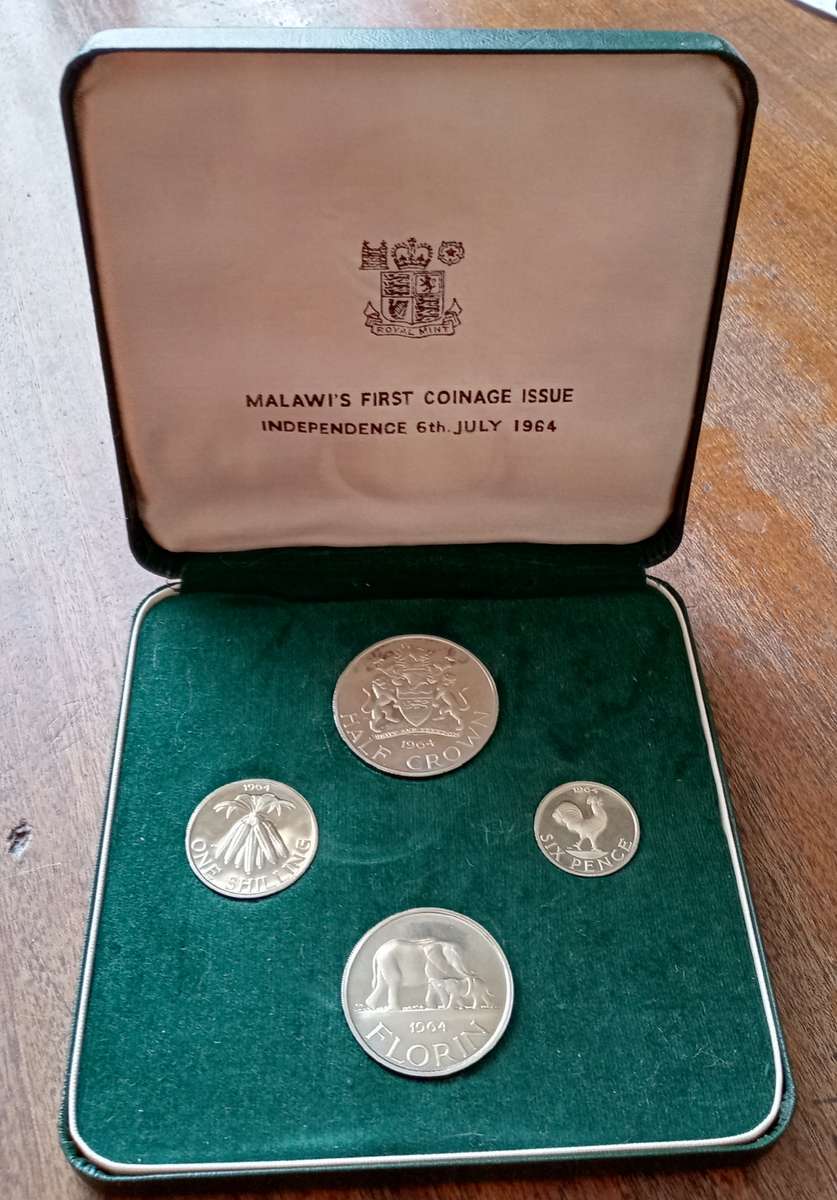 ROYAL MINT
MALAWI'S FIRST COINAGE ISSUE
INDEPENDENCE 6th. JULY 1964
1964
HALF CROWN
1964
ONE SHILLING
1964
SIX PENCE
1964
FLORIN